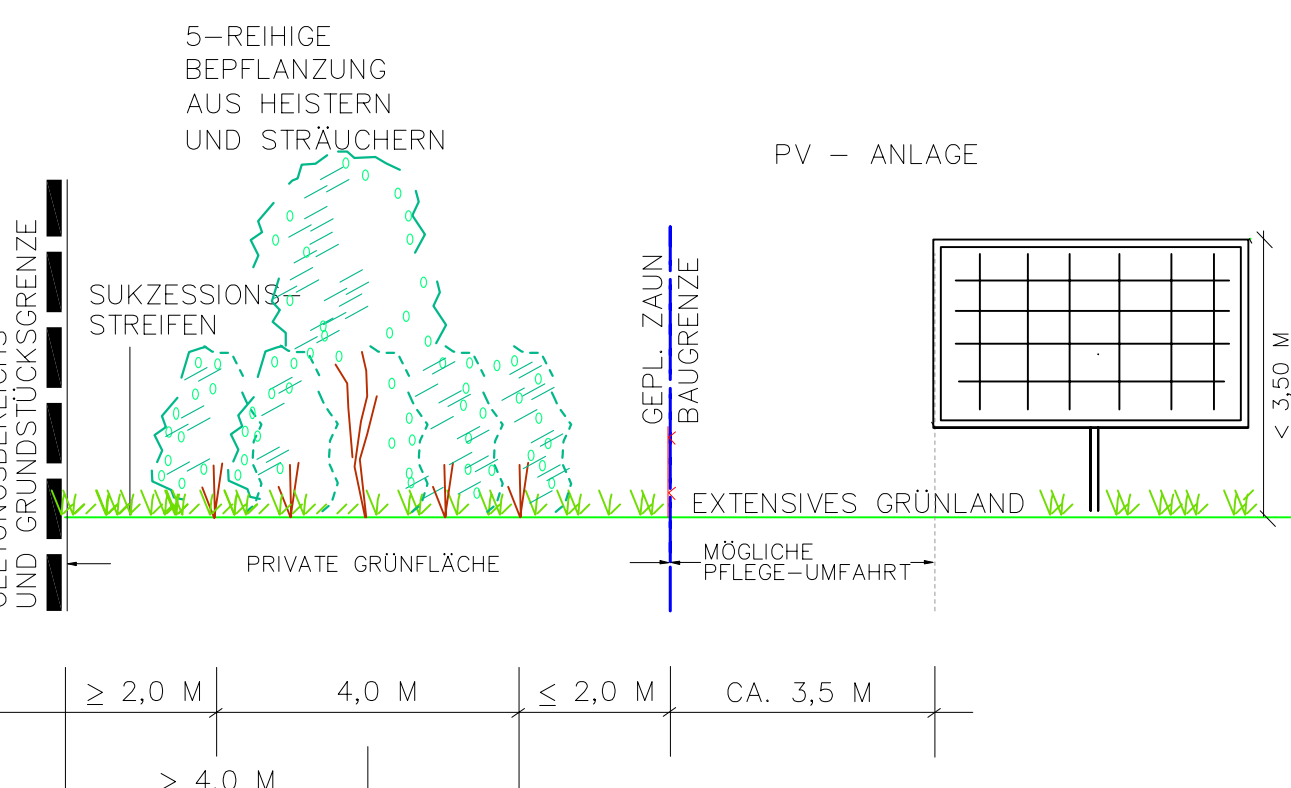 5-REIHIGE
BEPFLANZUNG
AUS HEISTERN
UND STRÄUCHERN
PV - ANLAGE
UND GRUNDSTÜCKSGRENZE
SUKZESSIONS-
STREIFEN
GEPL. ZAUN
BAUGRENZE
< 3,50 M
EXTENSIVES GRÜNLAND
PRIVATE GRÜNFLÄCHE
MÖGLICHE
PFLEGE-UMFAHRT
≥ 2,0 M
4,0 M
≤ 2,0 M
CA. 3,5 M
> 4,0 M